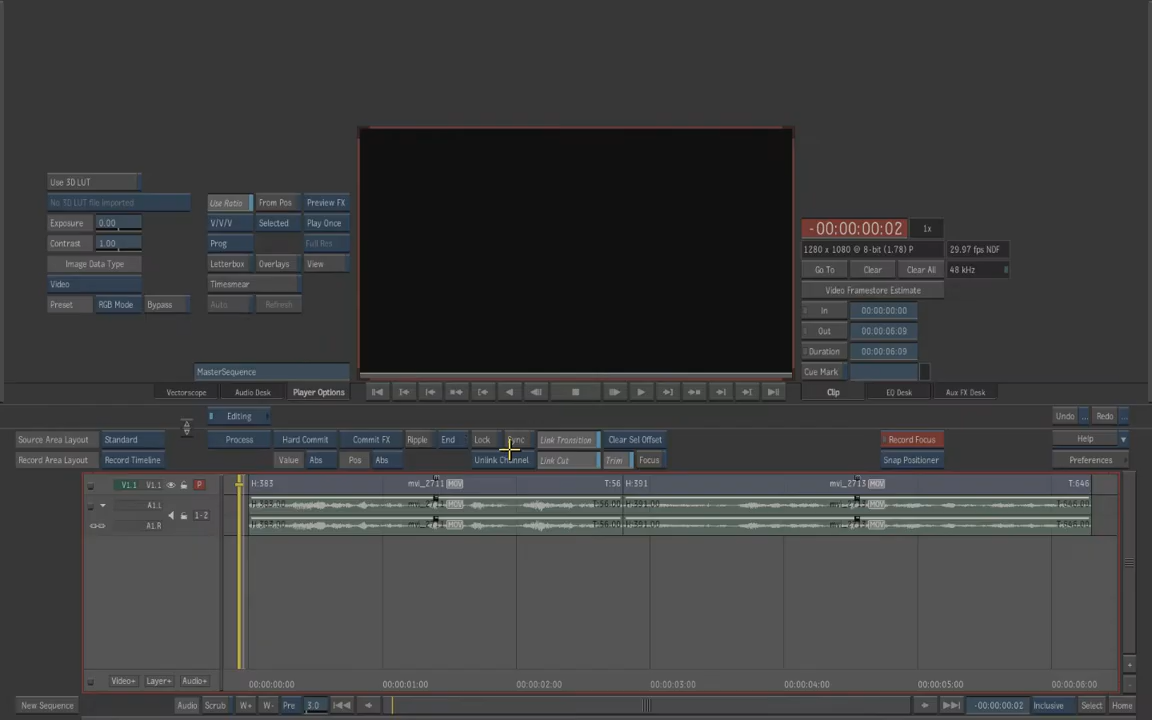 Use 3D LUT
No 3D LUT file imported
Use Ratio From Pos Preview FX
Exposure 0.00
V/V/V Selected Play Once
-00:00:00:02 1x
Contrast 1.00
Prog Full Res
1280 x 1080 @ 8-bit (1.78) P 29.97 fps NDF
Image Data Type
Letterbox Overlays View
Go To Clear Clear All 48 kHz
Video
Timesmear
Video Framestore Estimate
Preset RGB Mode Bypass
Auto Refresh
In 00:00:00:00
Out 00:00:06:09
Duration 00:00:06:09
MasterSequence
Cue Mark
Vectorscope Audio Desk Player Options
Clip EQ Desk Aux FX Desk
Editing
Undo ... Redo ...
Source Area Layout Standard Process Hard Commit Commit FX Ripple End Lock Sync Link Transition Clear Sel Offset Record Focus Help
Record Area Layout Record Timeline Value Abs Pos Abs Unlink Channel Link Cut Trim Focus Snap Positioner Preferences
V1.1 V1.1 P H:383 mvi_2711 MOV T:56 H:391 mvi_2713 MOV T:646
A1.L
1-2
A1.R
Video+ Layer+ Audio+ 00:00:00:00 00:00:01:00 00:00:02:00 00:00:03:00 00:00:04:00 00:00:05:00 00:00:06:00
New Sequence Audio Scrub W+ W- Pre 3.0 -00:00:00:02 Inclusive Select Home